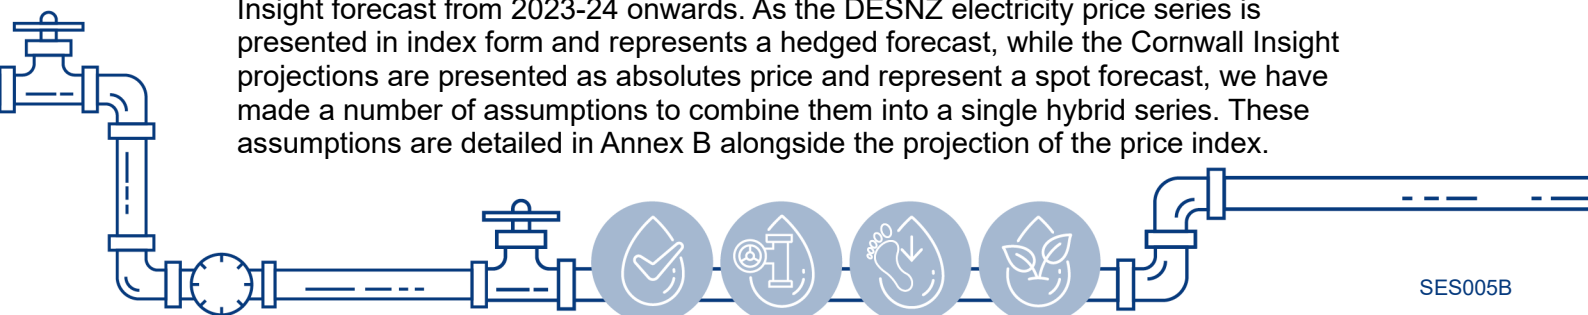 Insight forecast from 2023-24 onwards. As the DESNZ electricity price series is
presented in index form and represents a hedged forecast, while the Cornwall Insight
projections are presented as absolutes price and represent a spot forecast, we have
made a number of assumptions to combine them into a single hybrid series. These
assumptions are detailed in Annex B alongside the projection of the price index.
SES005B